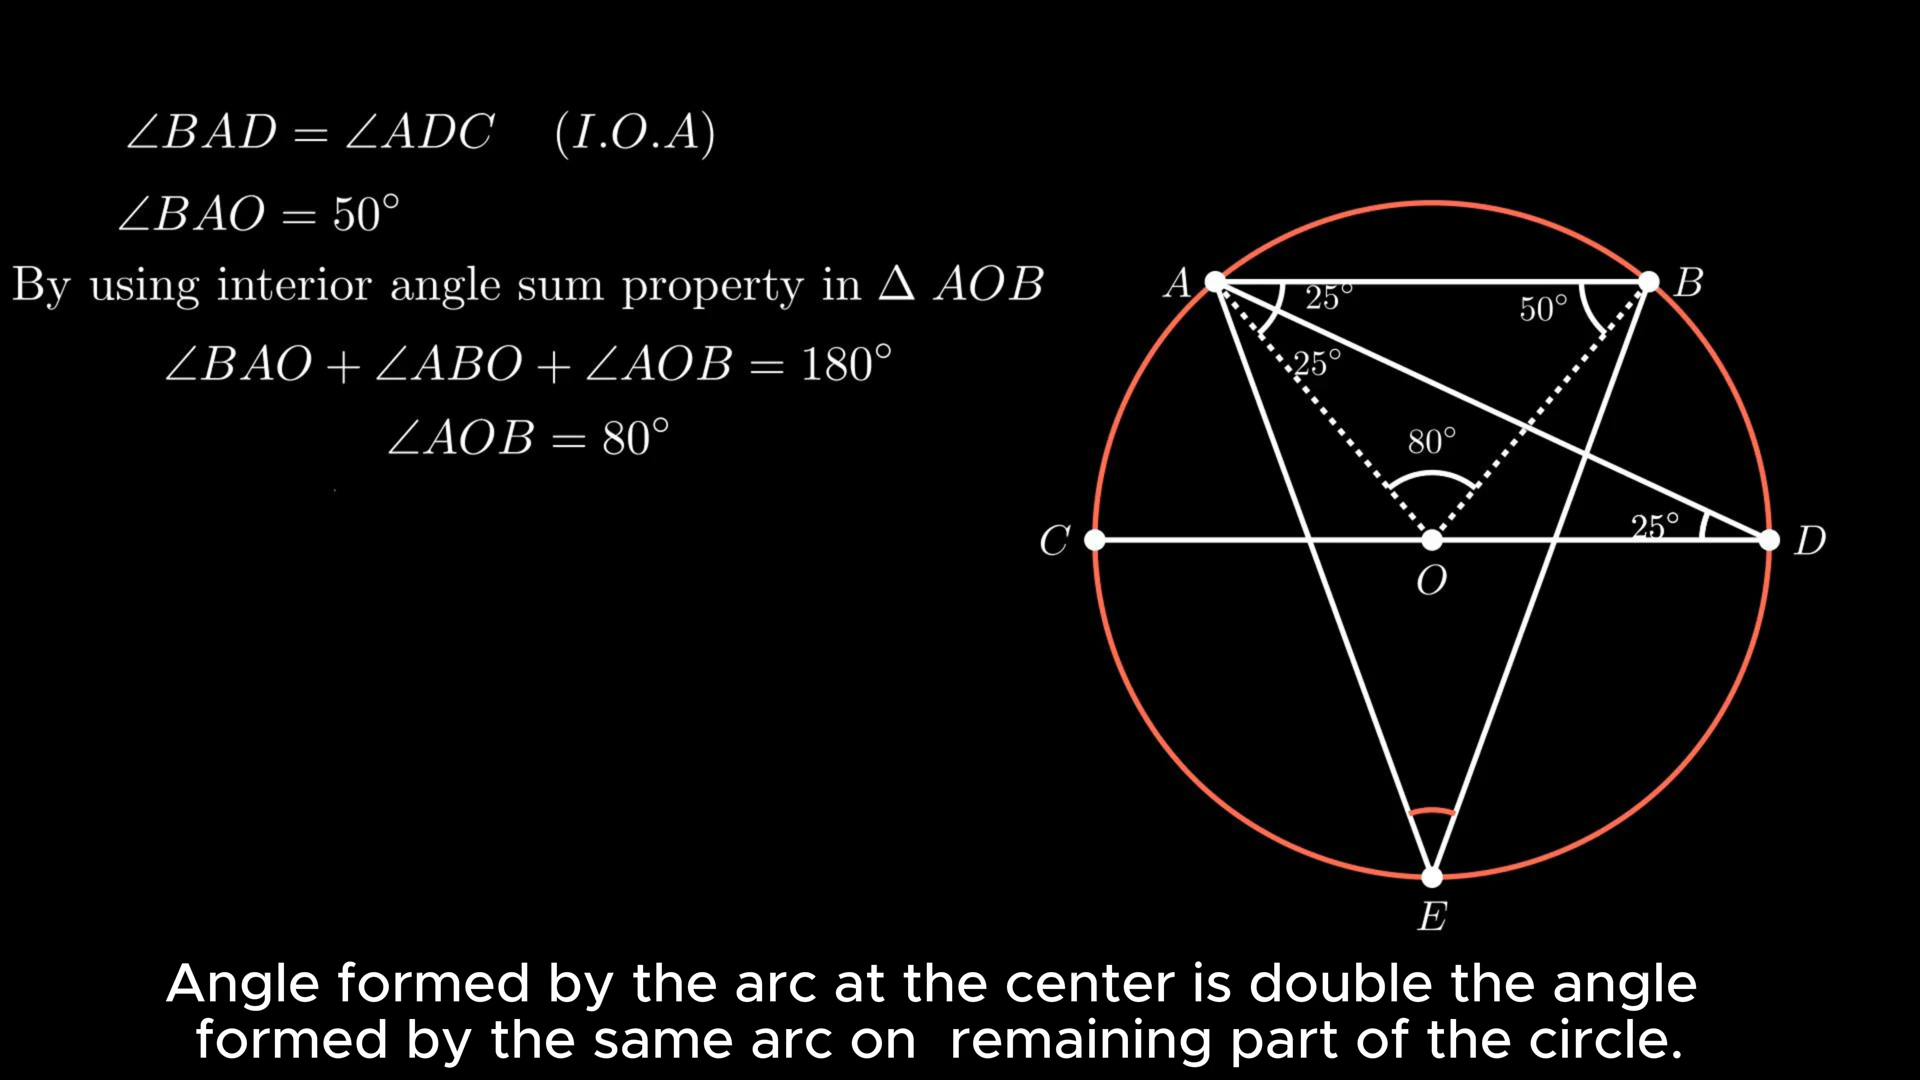 ∠BAD = ∠ADC (I.O.A)
∠BAO = 50°
By using interior angle sum property in Δ AOB
∠BAO + ∠ABO + ∠AOB = 180°
∠AOB = 80°
A
25°
50°
B
25°
80°
C
25°
D
O
E
Angle formed by the arc at the center is double the angle
formed by the same arc on remaining part of the circle.